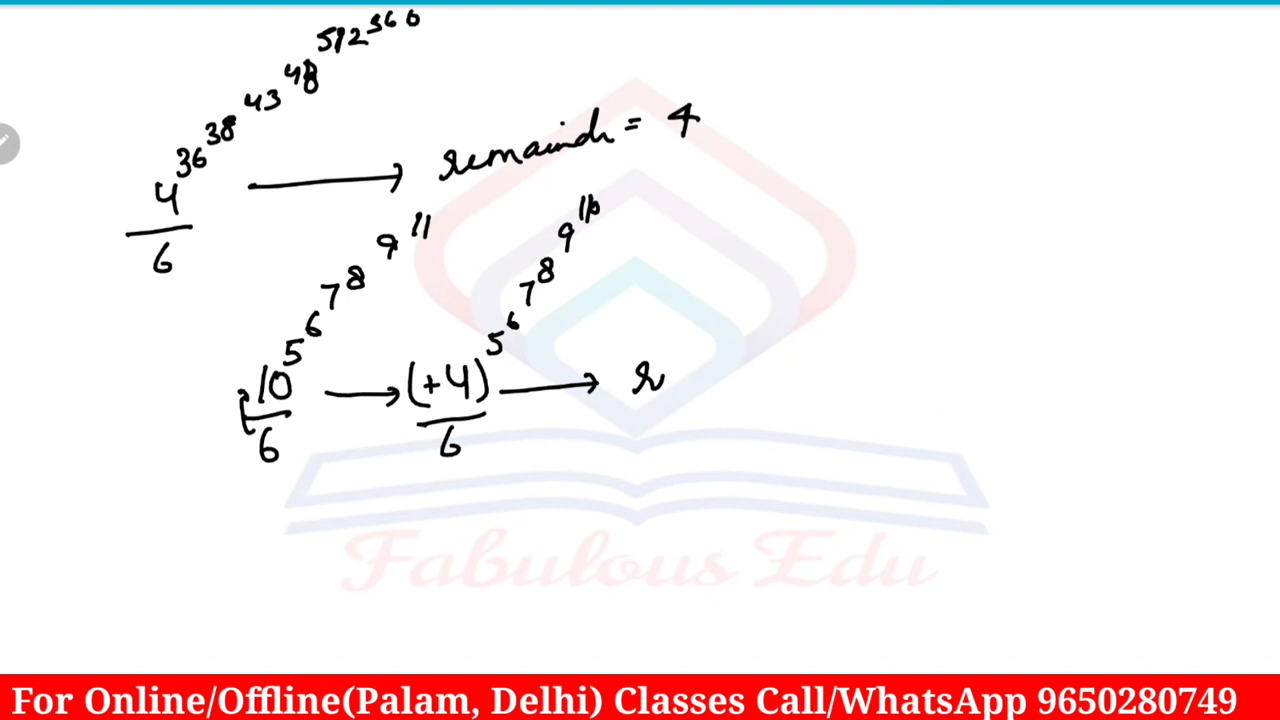 4^36^38^43^48^512^560 / 6 ⟶ remaind = 4
10^5^6^7^8^9^11 / 6 ⟶ (+4)^5^6^7^8^9^10 / 6 ⟶ r
Fabulous Edu
For Online/Offline(Palam, Delhi) Classes Call/WhatsApp 9650280749